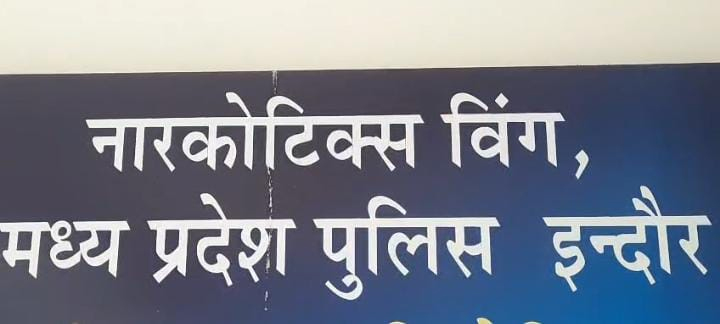 नारकोटिक्स विंग,
मध्य प्रदेश पुलिस इन्दौर